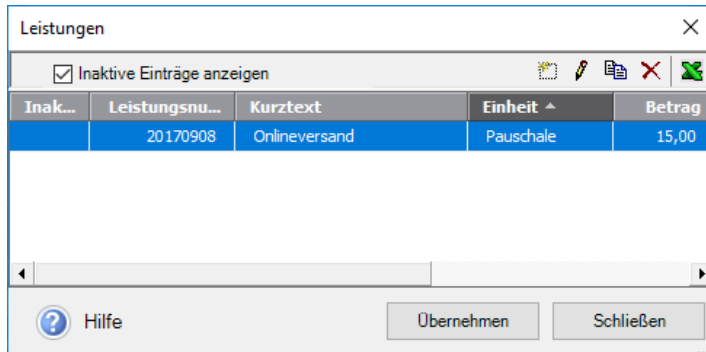 Leistungen
Inaktive Einträge anzeigen
Inak... Leistungsnu... Kurztext Einheit Betrag
20170908 Onlineversand Pauschale 15,00
Hilfe Übernehmen Schließen